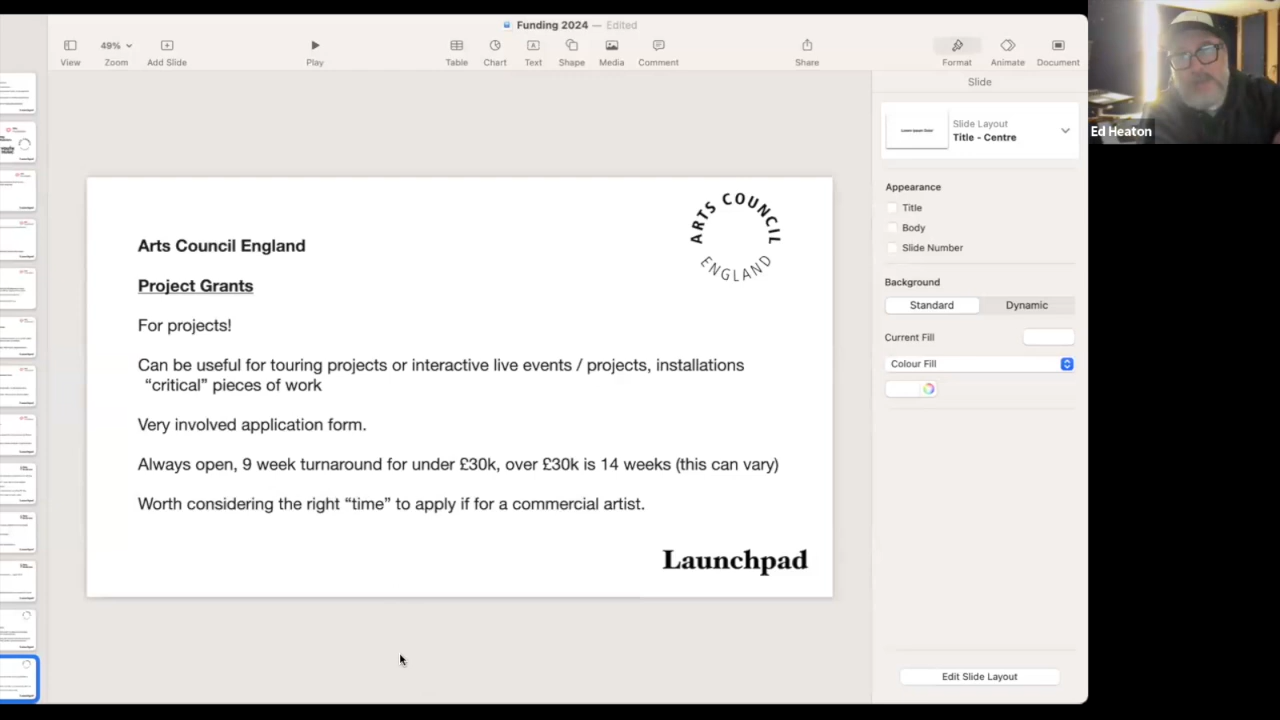 Funding 2024 — Edited
View
49%
Zoom
Add Slide
Play
Table
Chart
Text
Shape
Media
Comment
Share
Format
Animate
Document
Slide
Slide Layout
Title - Centre
Appearance
Title
Body
Slide Number
Background
Standard
Dynamic
Current Fill
Colour Fill
Edit Slide Layout
Arts Council England
ARTS COUNCIL
ENGLAND
Project Grants
For projects!
Can be useful for touring projects or interactive live events / projects, installations
“critical” pieces of work
Very involved application form.
Always open, 9 week turnaround for under £30k, over £30k is 14 weeks (this can vary)
Worth considering the right “time” to apply if for a commercial artist.
Launchpad
Ed Heaton